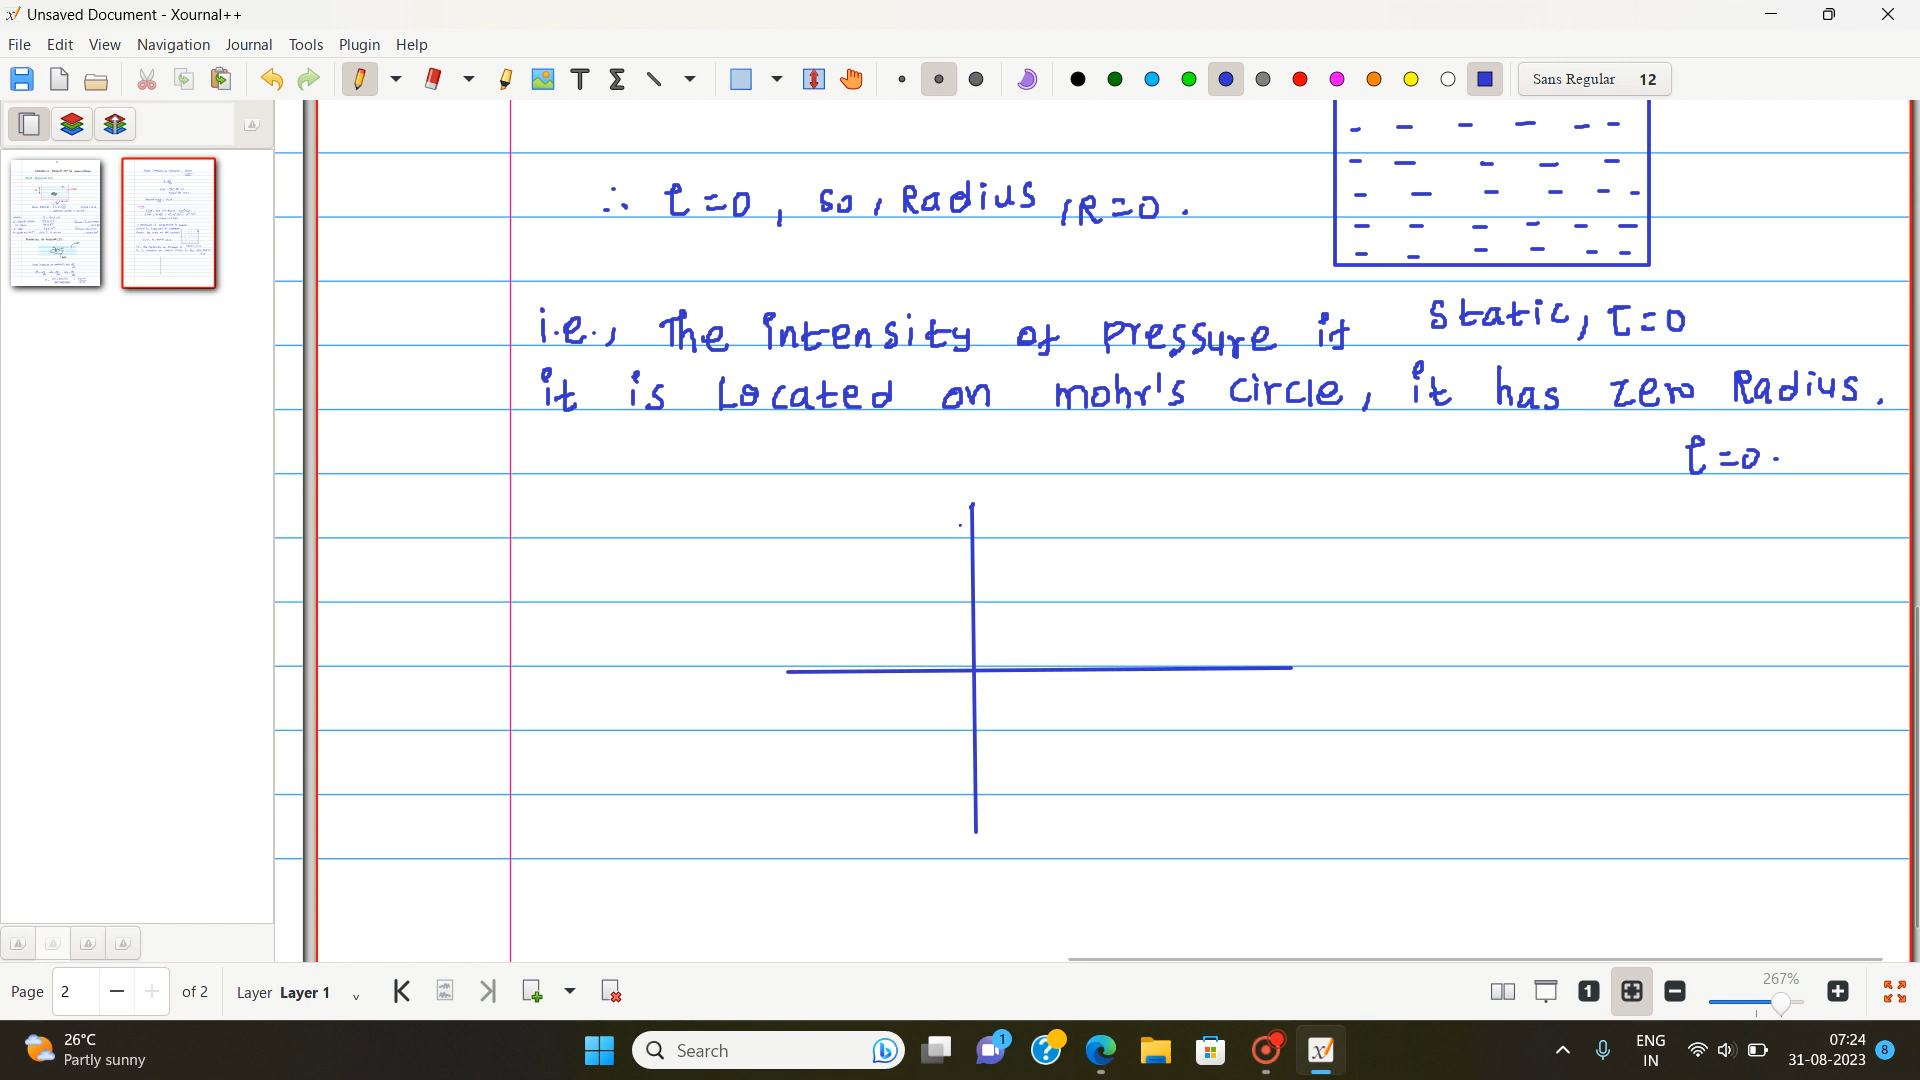 Unsaved Document - Xournal++
File Edit View Navigation Journal Tools Plugin Help
Sans Regular 12
∴ τ=0, so, Radius, R=0.
i.e., The intensity of pressure if static, τ=0
it is Located on mohr's circle, it has zero Radius.
τ=0.
Page 2 of 2 Layer Layer 1
267%
26°C
Partly sunny
Search
1
ENG
IN
07:24
31-08-2023
8